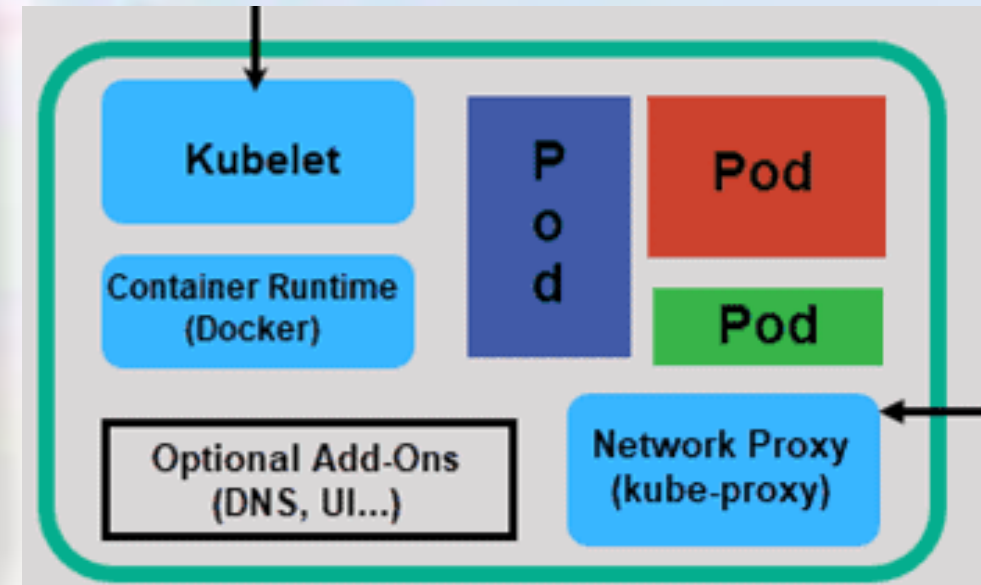 Kubelet
Container Runtime
(Docker)
Optional Add-Ons
(DNS, UI...)
P
o
d
Pod
Pod
Network Proxy
(kube-proxy)